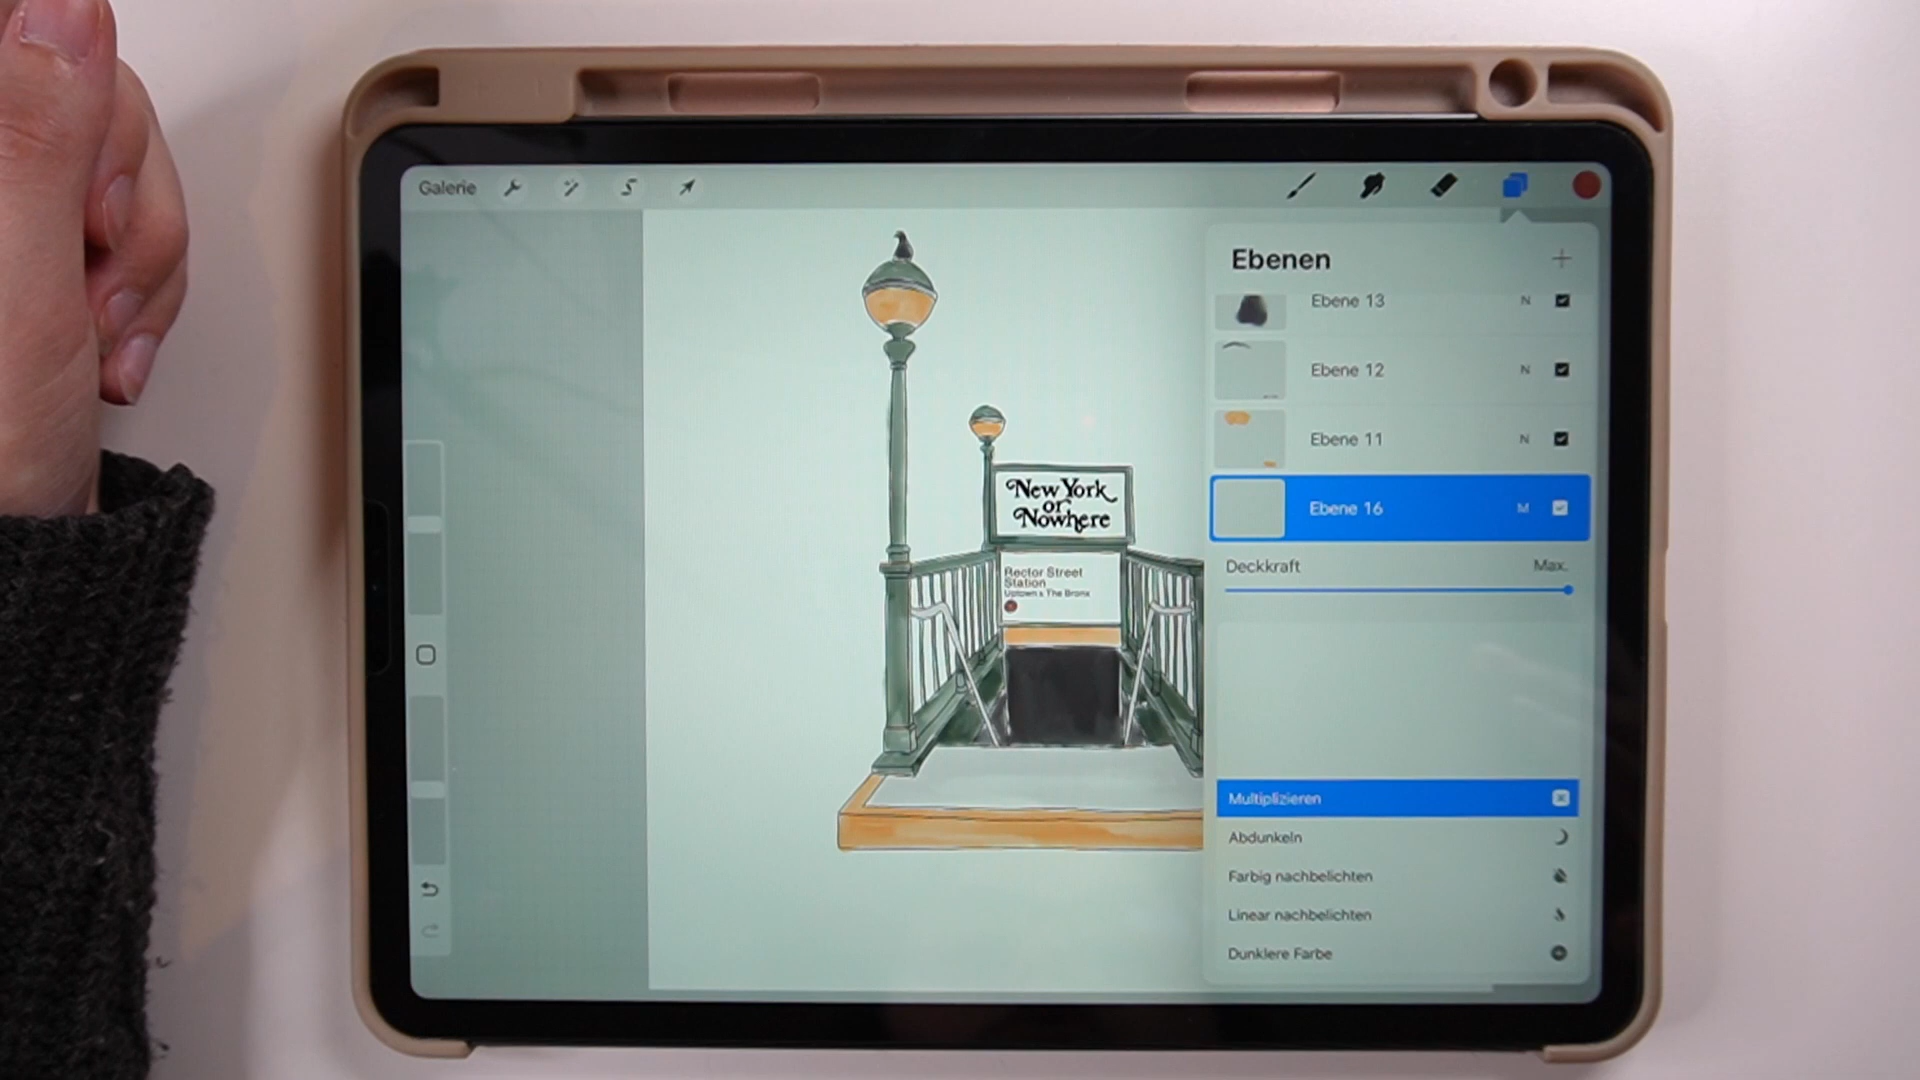 Galerie
Ebenen
Ebene 13 N
Ebene 12 N
Ebene 11 N
Ebene 16 M
Deckkraft Max.
Multiplizieren
Abdunkeln
Farbig nachbelichten
Linear nachbelichten
Dunklere Farbe
New York
or
Nowhere
Rector Street
Station
Uptown & The Bronx